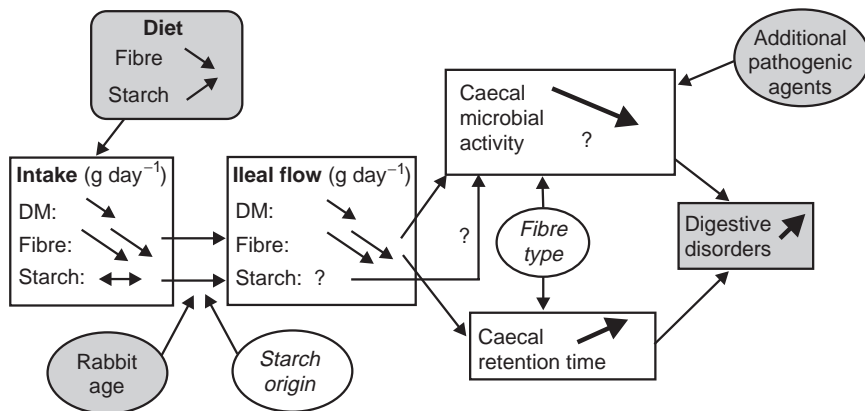 Diet
Fibre
Starch
Intake (g day⁻¹)
DM:
Fibre:
Starch:
Ileal flow (g day⁻¹)
DM:
Fibre:
Starch: ?
Rabbit
age
Starch
origin
?
Caecal
microbial
activity ?
Fibre
type
Caecal
retention time
Additional
pathogenic
agents
Digestive
disorders